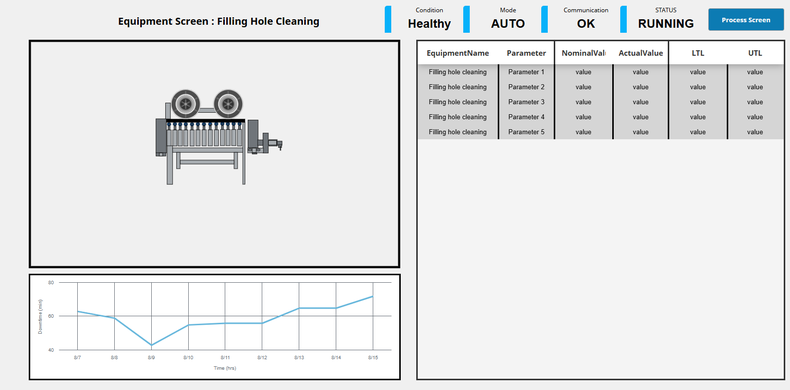 Equipment Screen : Filling Hole Cleaning
Condition
Healthy
Mode
AUTO
Communication
OK
STATUS
RUNNING
Process Screen
EquipmentName Parameter NominalVal ActualValue LTL UTL
Filling hole cleaning Parameter 1 value value value value
Filling hole cleaning Parameter 2 value value value value
Filling hole cleaning Parameter 3 value value value value
Filling hole cleaning Parameter 4 value value value value
Filling hole cleaning Parameter 5 value value value value
80
60
40
Downtime (min)
8/7 8/8 8/9 8/10 8/11 8/12 8/13 8/14 8/15
Time (hrs)